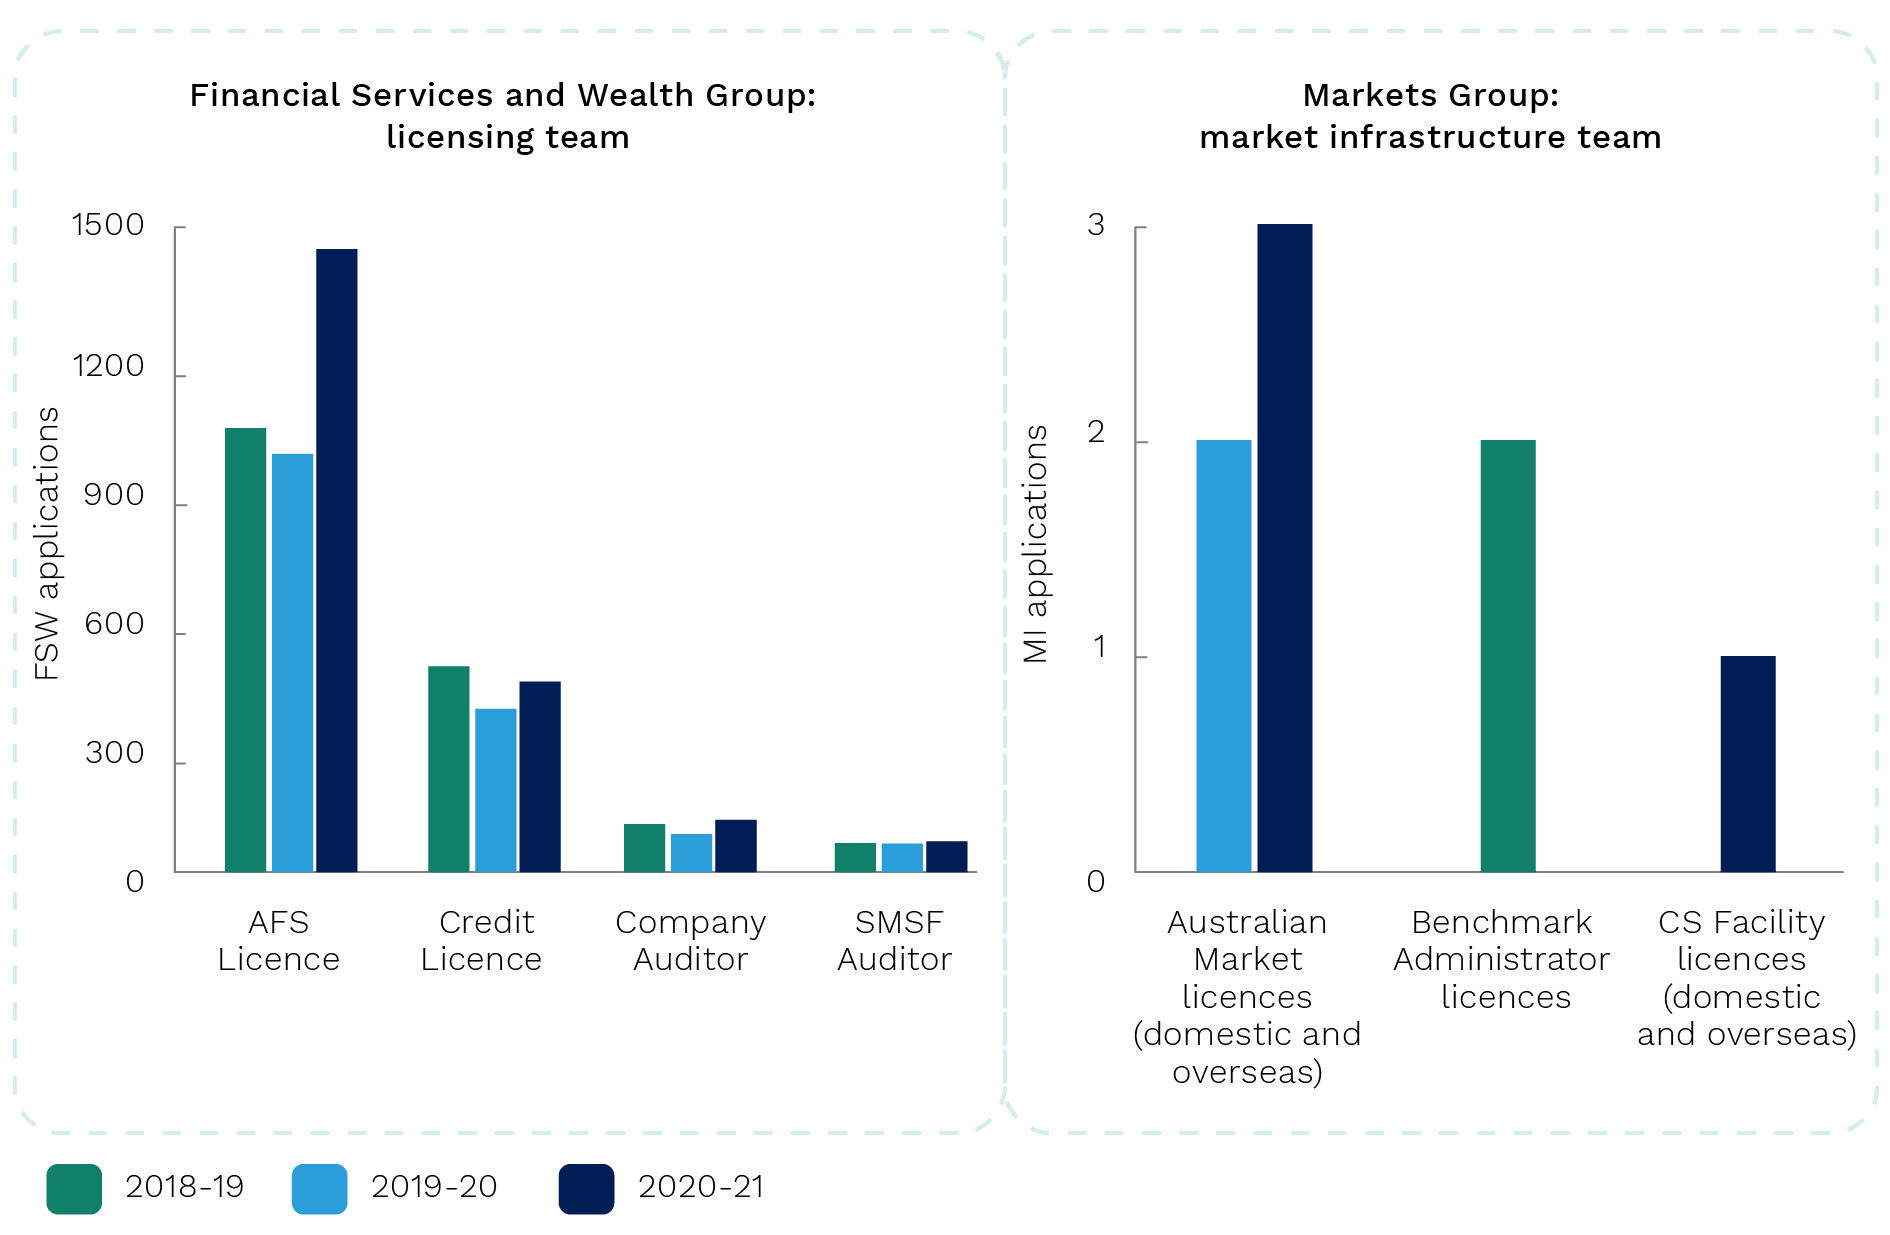 Financial Services and Wealth Group:
licensing team
FSW applications
1500
1200
900
600
300
0
AFS
Licence
Credit
Licence
Company
Auditor
SMSF
Auditor
Markets Group:
market infrastructure team
MI applications
3
2
1
0
Australian
Market
licences
(domestic and
overseas)
Benchmark
Administrator
licences
CS Facility
licences
(domestic
and overseas)
2018-19
2019-20
2020-21